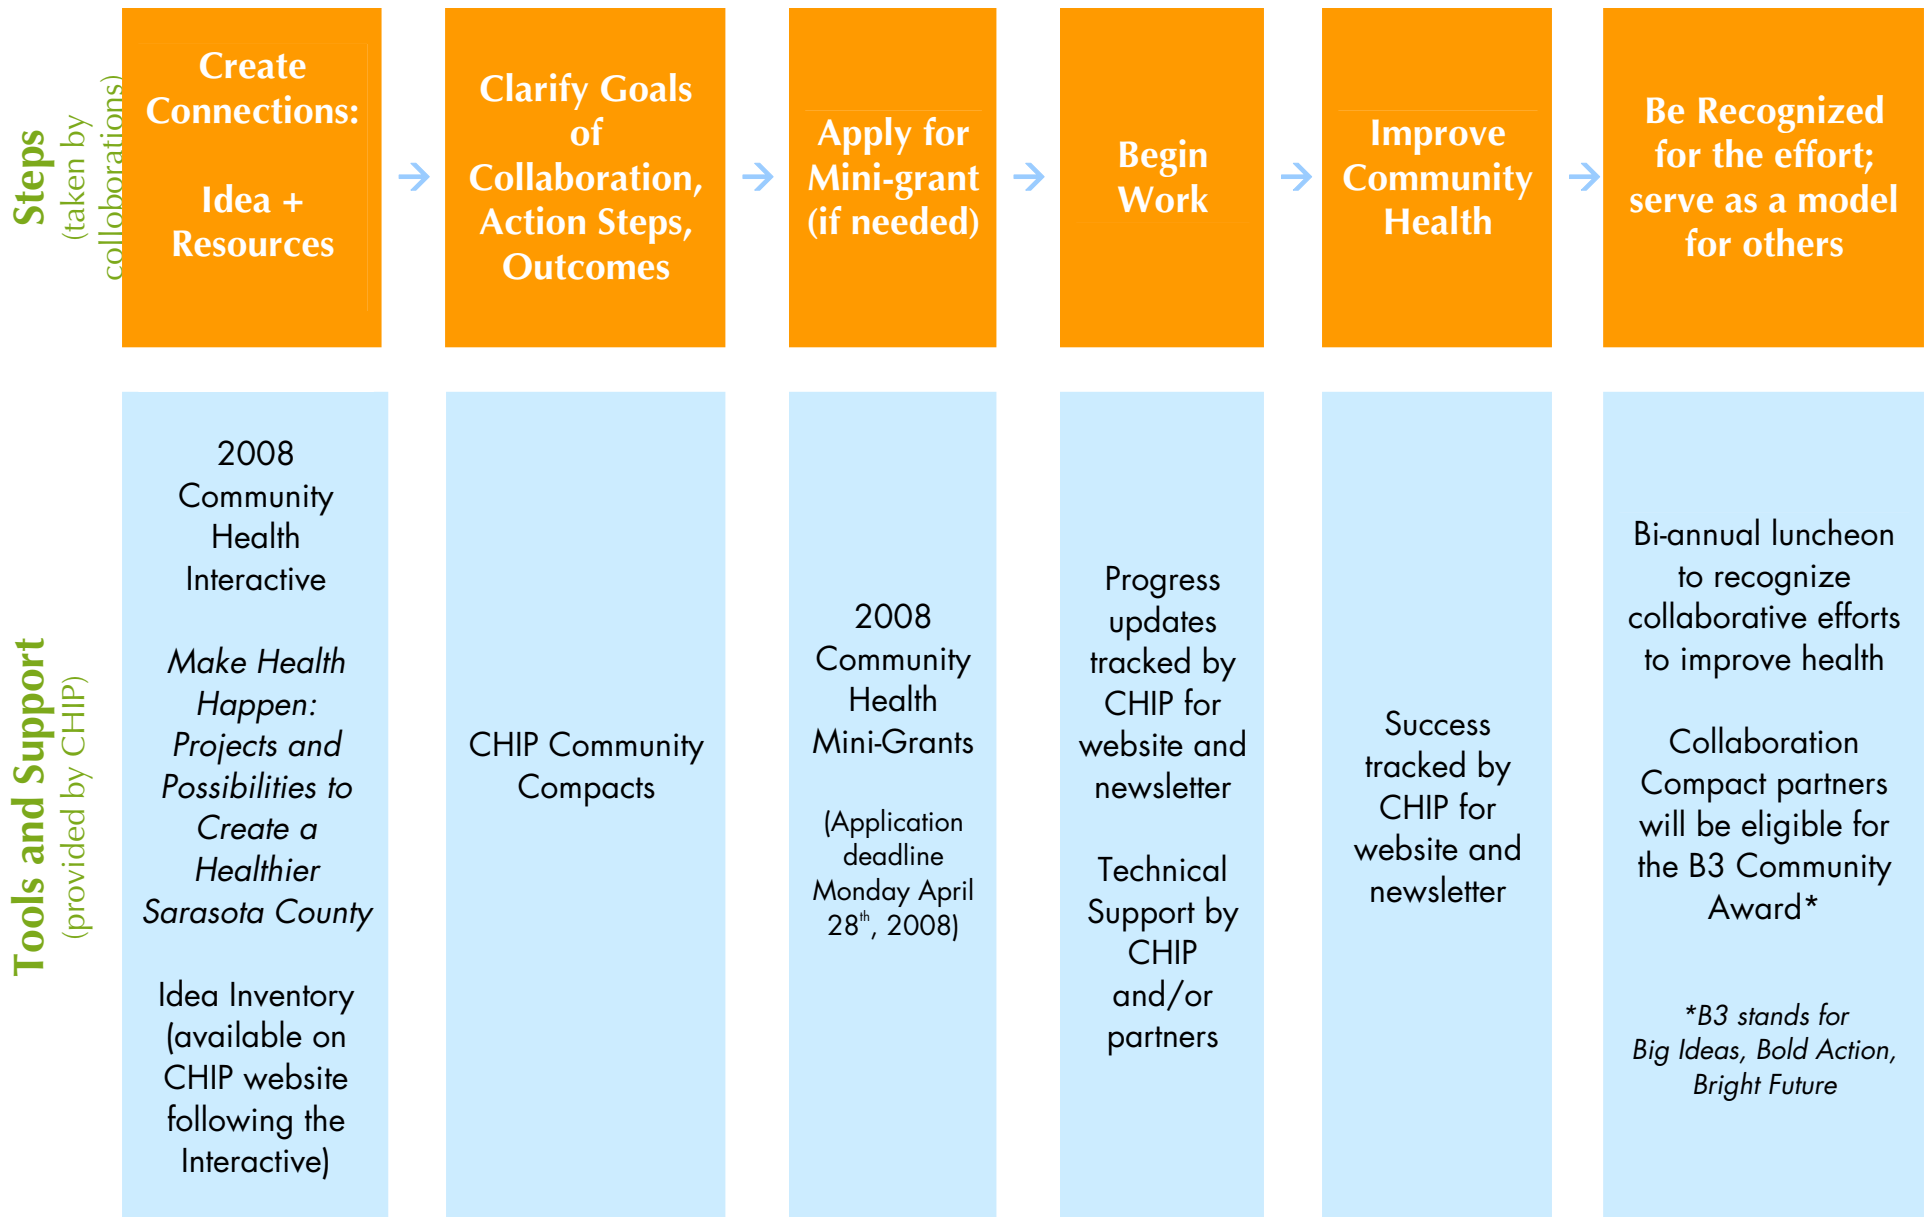 Steps
(taken by
colloborations)
Create
Connections:
Idea +
Resources
→
Clarify Goals
of
Collaboration,
Action Steps,
Outcomes
→
Apply for
Mini-grant
(if needed)
→
Begin
Work
→
Improve
Community
Health
→
Be Recognized
for the effort;
serve as a model
for others
Tools and Support
(provided by CHIP)
2008
Community
Health
Interactive
Make Health
Happen:
Projects and
Possibilities to
Create a
Healthier
Sarasota County
Idea Inventory
(available on
CHIP website
following the
Interactive)
CHIP Community
Compacts
2008
Community
Health
Mini-Grants
(Application
deadline
Monday April
28th, 2008)
Progress
updates
tracked by
CHIP for
website and
newsletter
Technical
Support by
CHIP
and/or
partners
Success
tracked by
CHIP for
website and
newsletter
Bi-annual luncheon
to recognize
collaborative efforts
to improve health
Collaboration
Compact partners
will be eligible for
the B3 Community
Award*
*B3 stands for
Big Ideas, Bold Action,
Bright Future